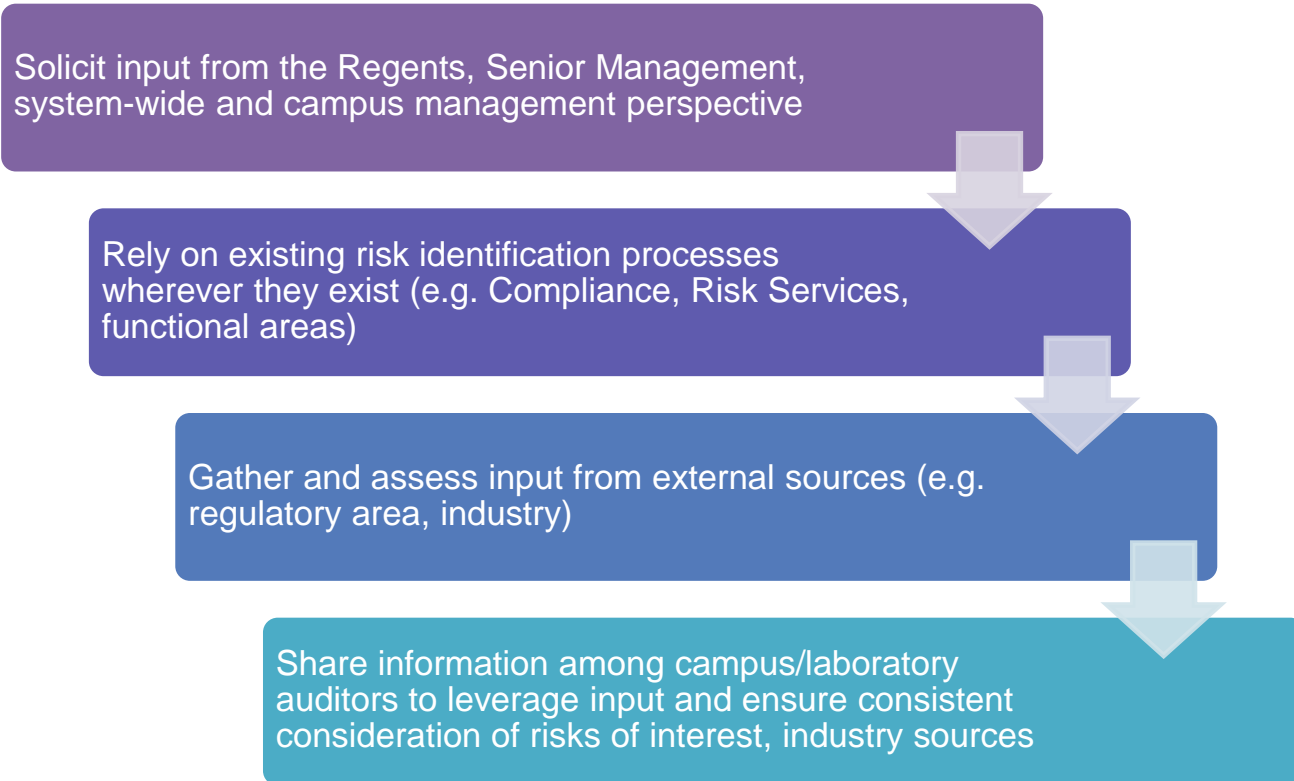 Solicit input from the Regents, Senior Management,
system-wide and campus management perspective
Rely on existing risk identification processes
wherever they exist (e.g. Compliance, Risk Services,
functional areas)
Gather and assess input from external sources (e.g.
regulatory area, industry)
Share information among campus/laboratory
auditors to leverage input and ensure consistent
consideration of risks of interest, industry sources